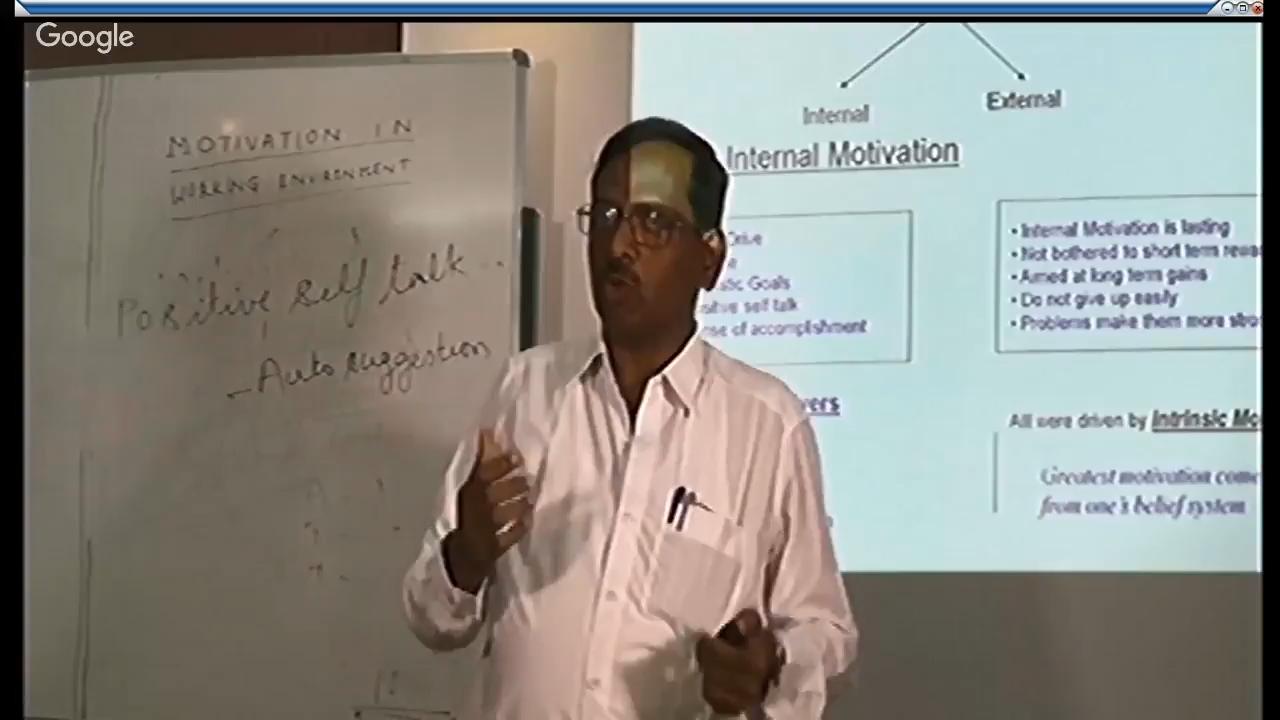 Google
MOTIVATION IN
WORKING ENVIRONMENT
Positive Self talk ..
- Auto suggestion
Internal
External
Internal Motivation
Drive
Goals
self talk
of accomplishment
• Internal Motivation is lasting
• Not bothered to short term
• Aimed at long term gains
• Do not give up easily
• Problems make them more
All were driven by Intrinsic
Greatest motivation
from one's belief system